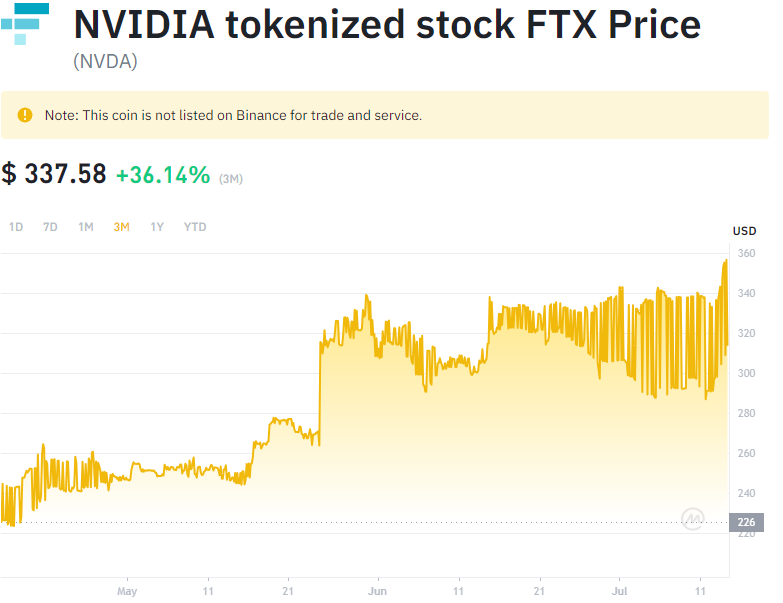 NVIDIA tokenized stock FTX Price
(NVDA)
Note: This coin is not listed on Binance for trade and service.
$ 337.58 +36.14% (3M)
1D 7D 1M 3M 1Y YTD
USD
360
340
320
300
280
260
240
226
220
May 11 21 Jun 11 21 Jul 11